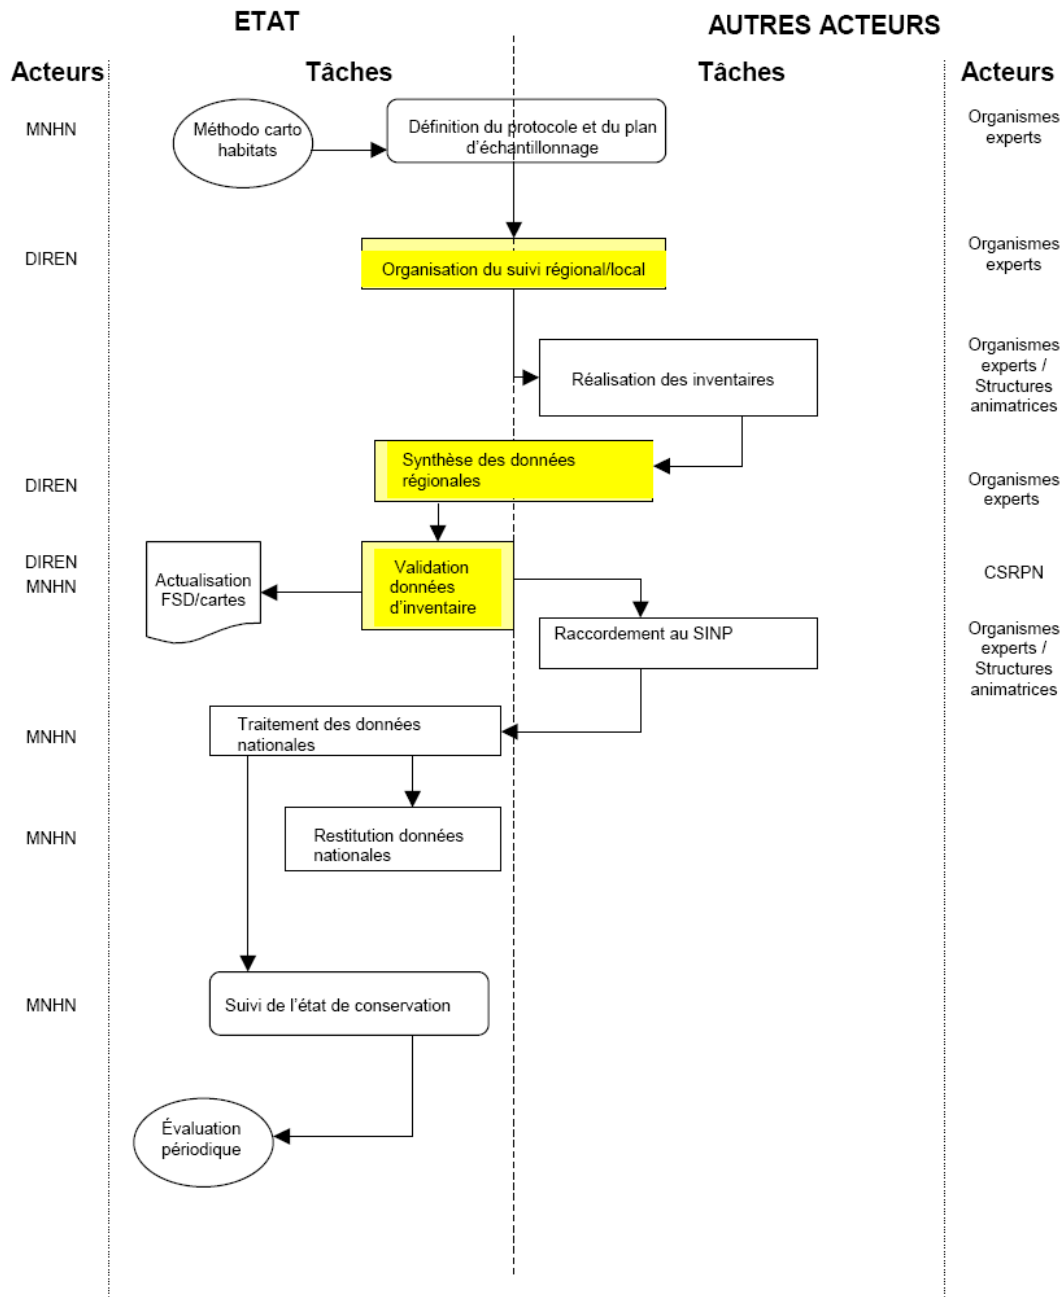 ETAT
AUTRES ACTEURS
Acteurs
Tâches
Tâches
Acteurs
MNHN
Méthodo carto
habitats
Définition du protocole et du plan
d’échantillonnage
Organismes
experts
DIREN
Organisation du suivi régional/local
Organismes
experts
Réalisation des inventaires
Organismes
experts /
Structures
animatrices
DIREN
Synthèse des données
régionales
Organismes
experts
DIREN
MNHN
Actualisation
FSD/cartes
Validation
données
d’inventaire
CSRPN
Raccordement au SINP
Organismes
experts /
Structures
animatrices
MNHN
Traitement des données
nationales
MNHN
Restitution données
nationales
MNHN
Suivi de l’état de conservation
Évaluation
périodique